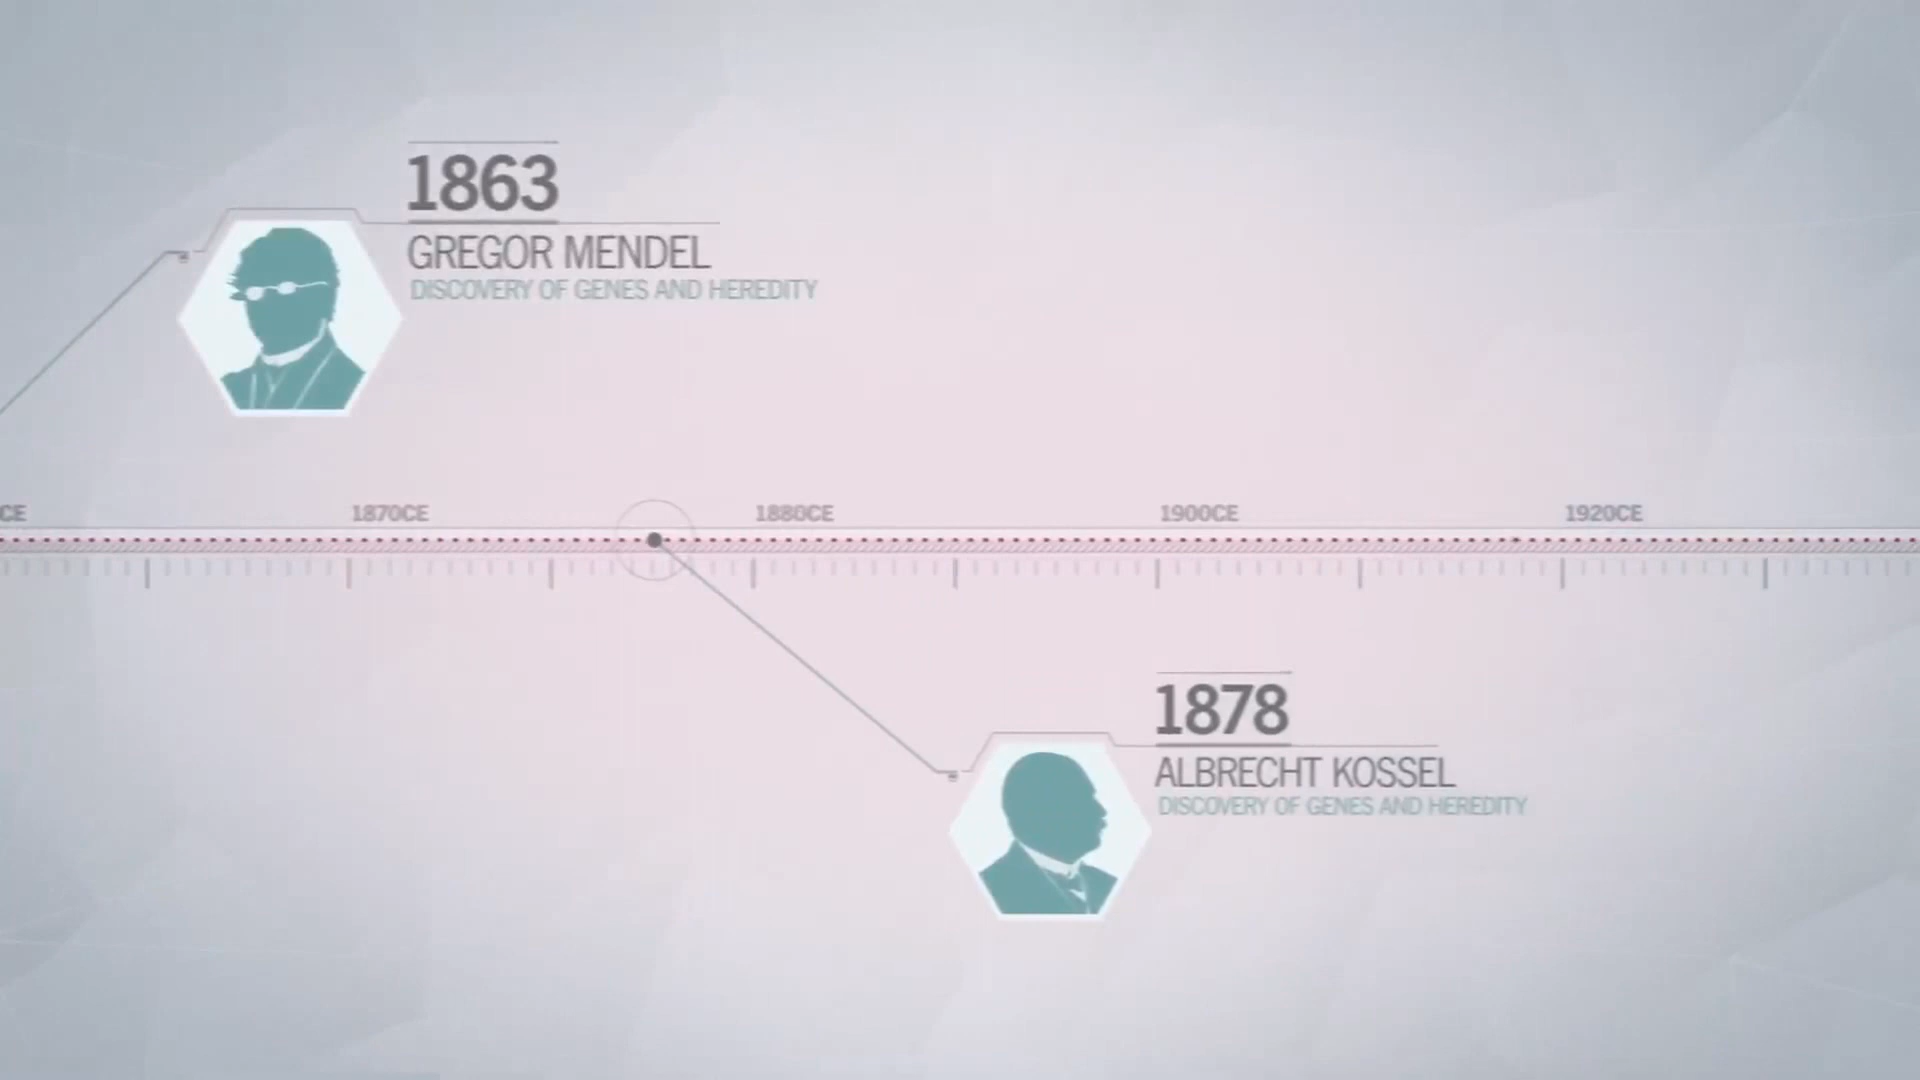 1863
GREGOR MENDEL
DISCOVERY OF GENES AND HEREDITY
CE
1870CE
1880CE
1900CE
1920CE
1878
ALBRECHT KOSSEL
DISCOVERY OF GENES AND HEREDITY